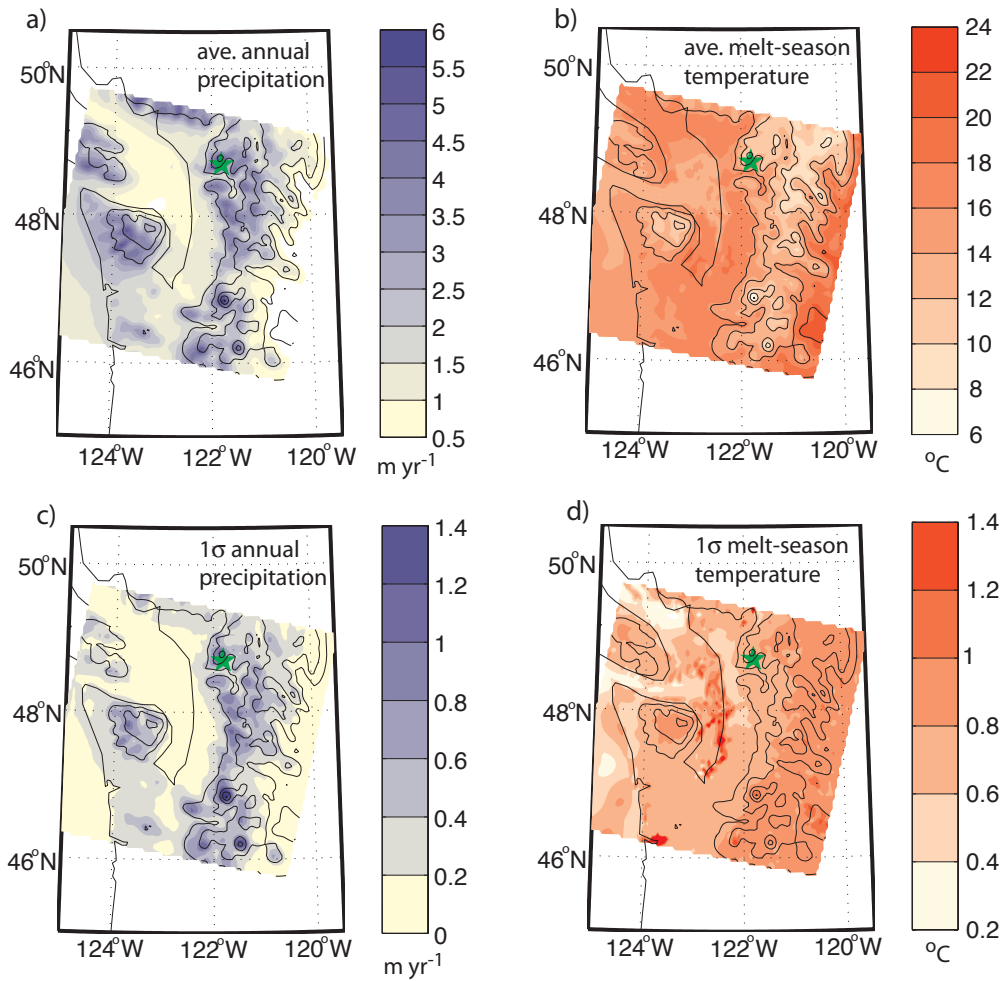 a)
ave. annual
precipitation
50°N
48°N
46°N
124°W
122°W
120°W
6
5.5
5
4.5
4
3.5
3
2.5
2
1.5
1
0.5
m yr-1
b)
ave. melt-season
temperature
50°N
48°N
46°N
124°W
122°W
120°W
24
22
20
18
16
14
12
10
8
6
°C
c)
1σ annual
precipitation
50°N
48°N
46°N
124°W
122°W
120°W
1.4
1.2
1
0.8
0.6
0.4
0.2
0
m yr-1
d)
1σ melt-season
temperature
50°N
48°N
46°N
124°W
122°W
120°W
1.4
1.2
1
0.8
0.6
0.4
0.2
°C